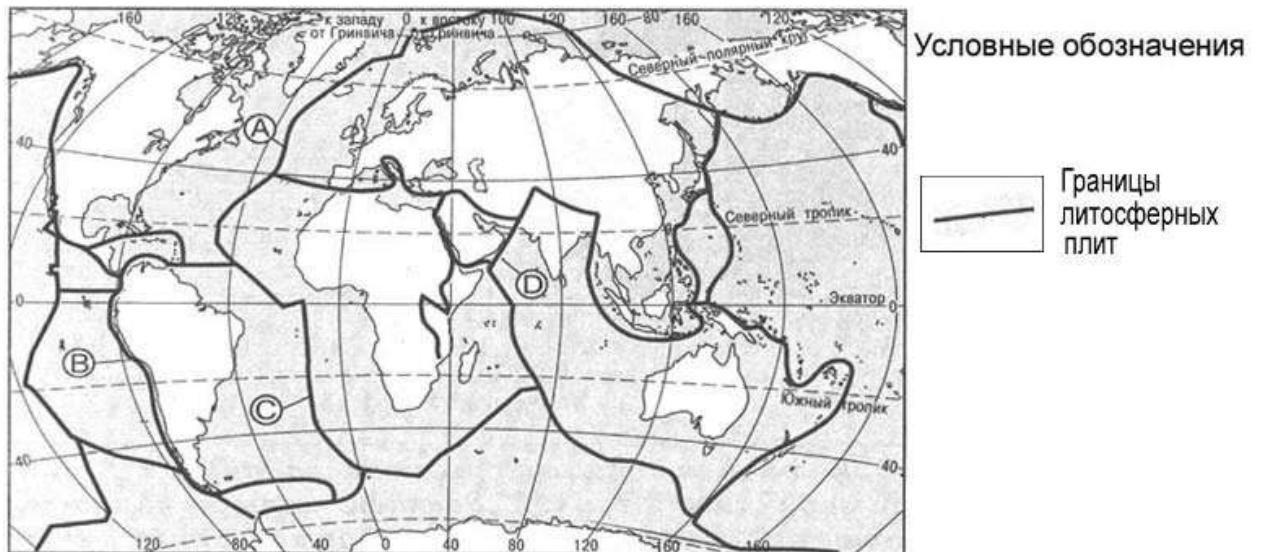 160 120 к западу 0 к востоку 100 120 160 80 160 120
от Гринвича от Гринвича
Условные обозначения
Северный полярный круг
А
40 40
Границы
литосферных
плит
Северный тропик
D
0 Экватор 0
B
C
Южный тропик
40 40
120 80 40 0 40 80 120 160 160